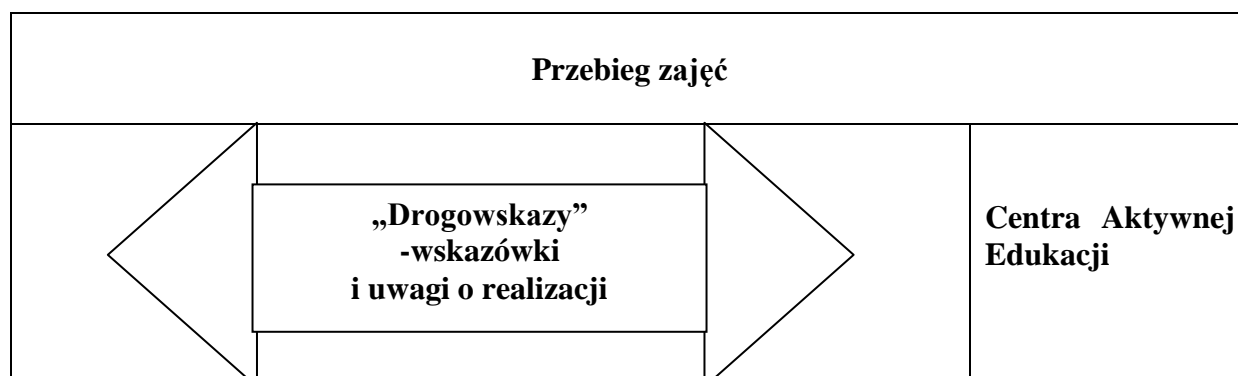 Przebieg zajęć
„Drogowskazy”
-wskazówki
i uwagi o realizacji
Centra Aktywnej
Edukacji